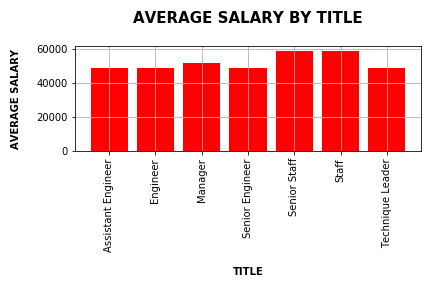 AVERAGE SALARY BY TITLE
AVERAGE SALARY
60000
40000
20000
0
Assistant Engineer
Engineer
Manager
Senior Engineer
Senior Staff
Staff
Technique Leader
TITLE